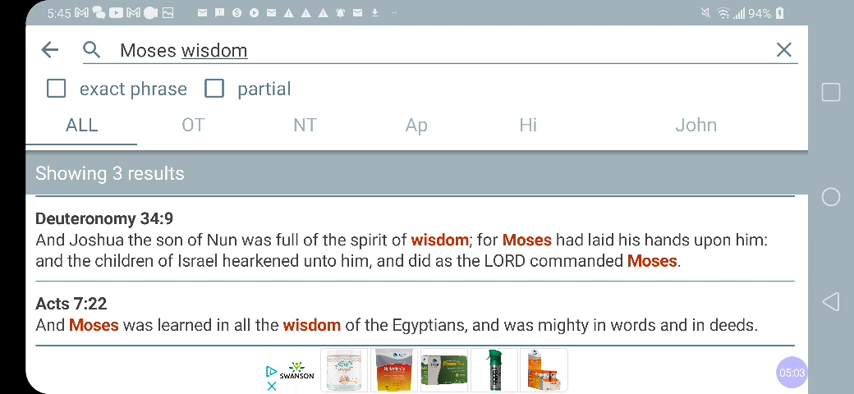 5:45 94%
Moses wisdom
exact phrase partial
ALL OT NT Ap Hi John
Showing 3 results
Deuteronomy 34:9
And Joshua the son of Nun was full of the spirit of wisdom; for Moses had laid his hands upon him:
and the children of Israel hearkened unto him, and did as the LORD commanded Moses.
Acts 7:22
And Moses was learned in all the wisdom of the Egyptians, and was mighty in words and in deeds.
SWANSON
05:03